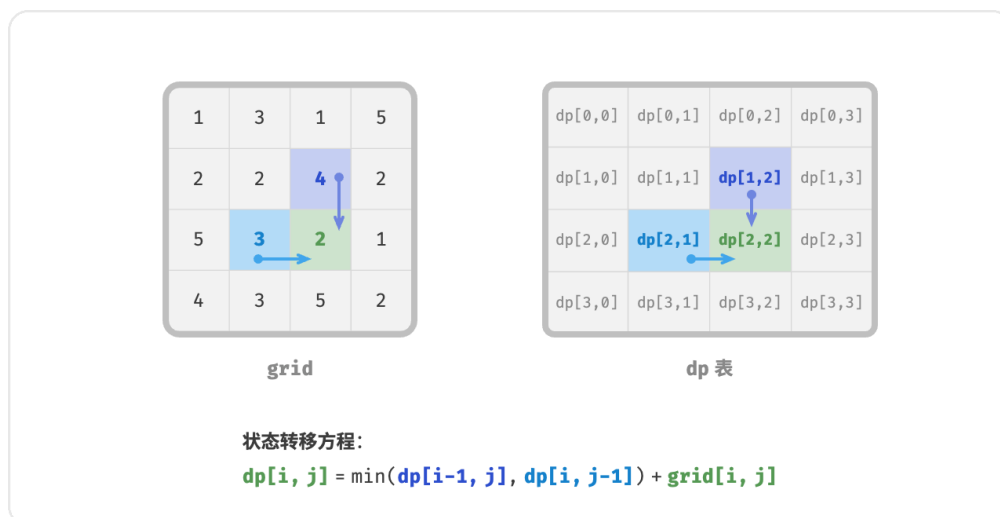 1 3 1 5
2 2 4 2
5 3 2 1
4 3 5 2
grid
dp[0,0] dp[0,1] dp[0,2] dp[0,3]
dp[1,0] dp[1,1] dp[1,2] dp[1,3]
dp[2,0] dp[2,1] dp[2,2] dp[2,3]
dp[3,0] dp[3,1] dp[3,2] dp[3,3]
dp 表
状态转移方程：
dp[i, j] = min(dp[i-1, j], dp[i, j-1]) + grid[i, j]